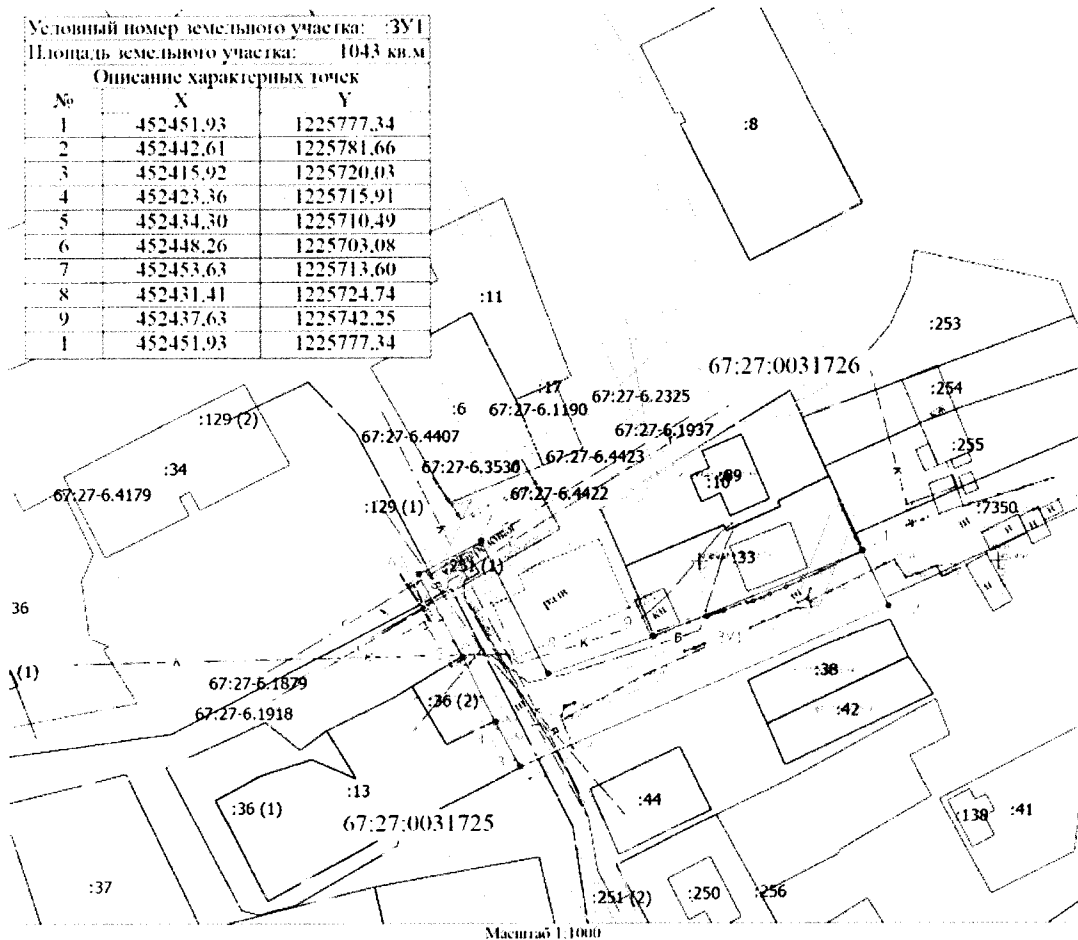 Условный номер земельного участка: :ЗУ1
Площадь земельного участка: 1043 кв.м
Описание характерных точек
№ X Y
1 452451,93 1225777,34
2 452442,61 1225781,66
3 452415,92 1225720,03
4 452423,36 1225715,91
5 452434,30 1225710,49
6 452448,26 1225703,08
7 452453,63 1225713,60
8 452431,41 1225724,74
9 452437,63 1225742,25
1 452451,93 1225777,34
:8
:11
:253
67:27:0031726
:17
:254
67:27-6.2325
:6
67:27-6.1190
:129 (2)
67:27-6.1937
67:27-6.4407
:255
67:27-6.4423
:34
67:27-6.3530
:89
:10
67:27-6.4179
67:27-6.4422
:129 (1)
:7350
:33
:251 (1)
36
К
Б
ЗУ1
(1)
:38
67:27-6.1879
:36 (2)
67:27-6.1918
:42
:13
:44
:36 (1)
:138
:41
67:27:0031725
:37
:251 (2)
:250
:256
Масштаб 1:1000